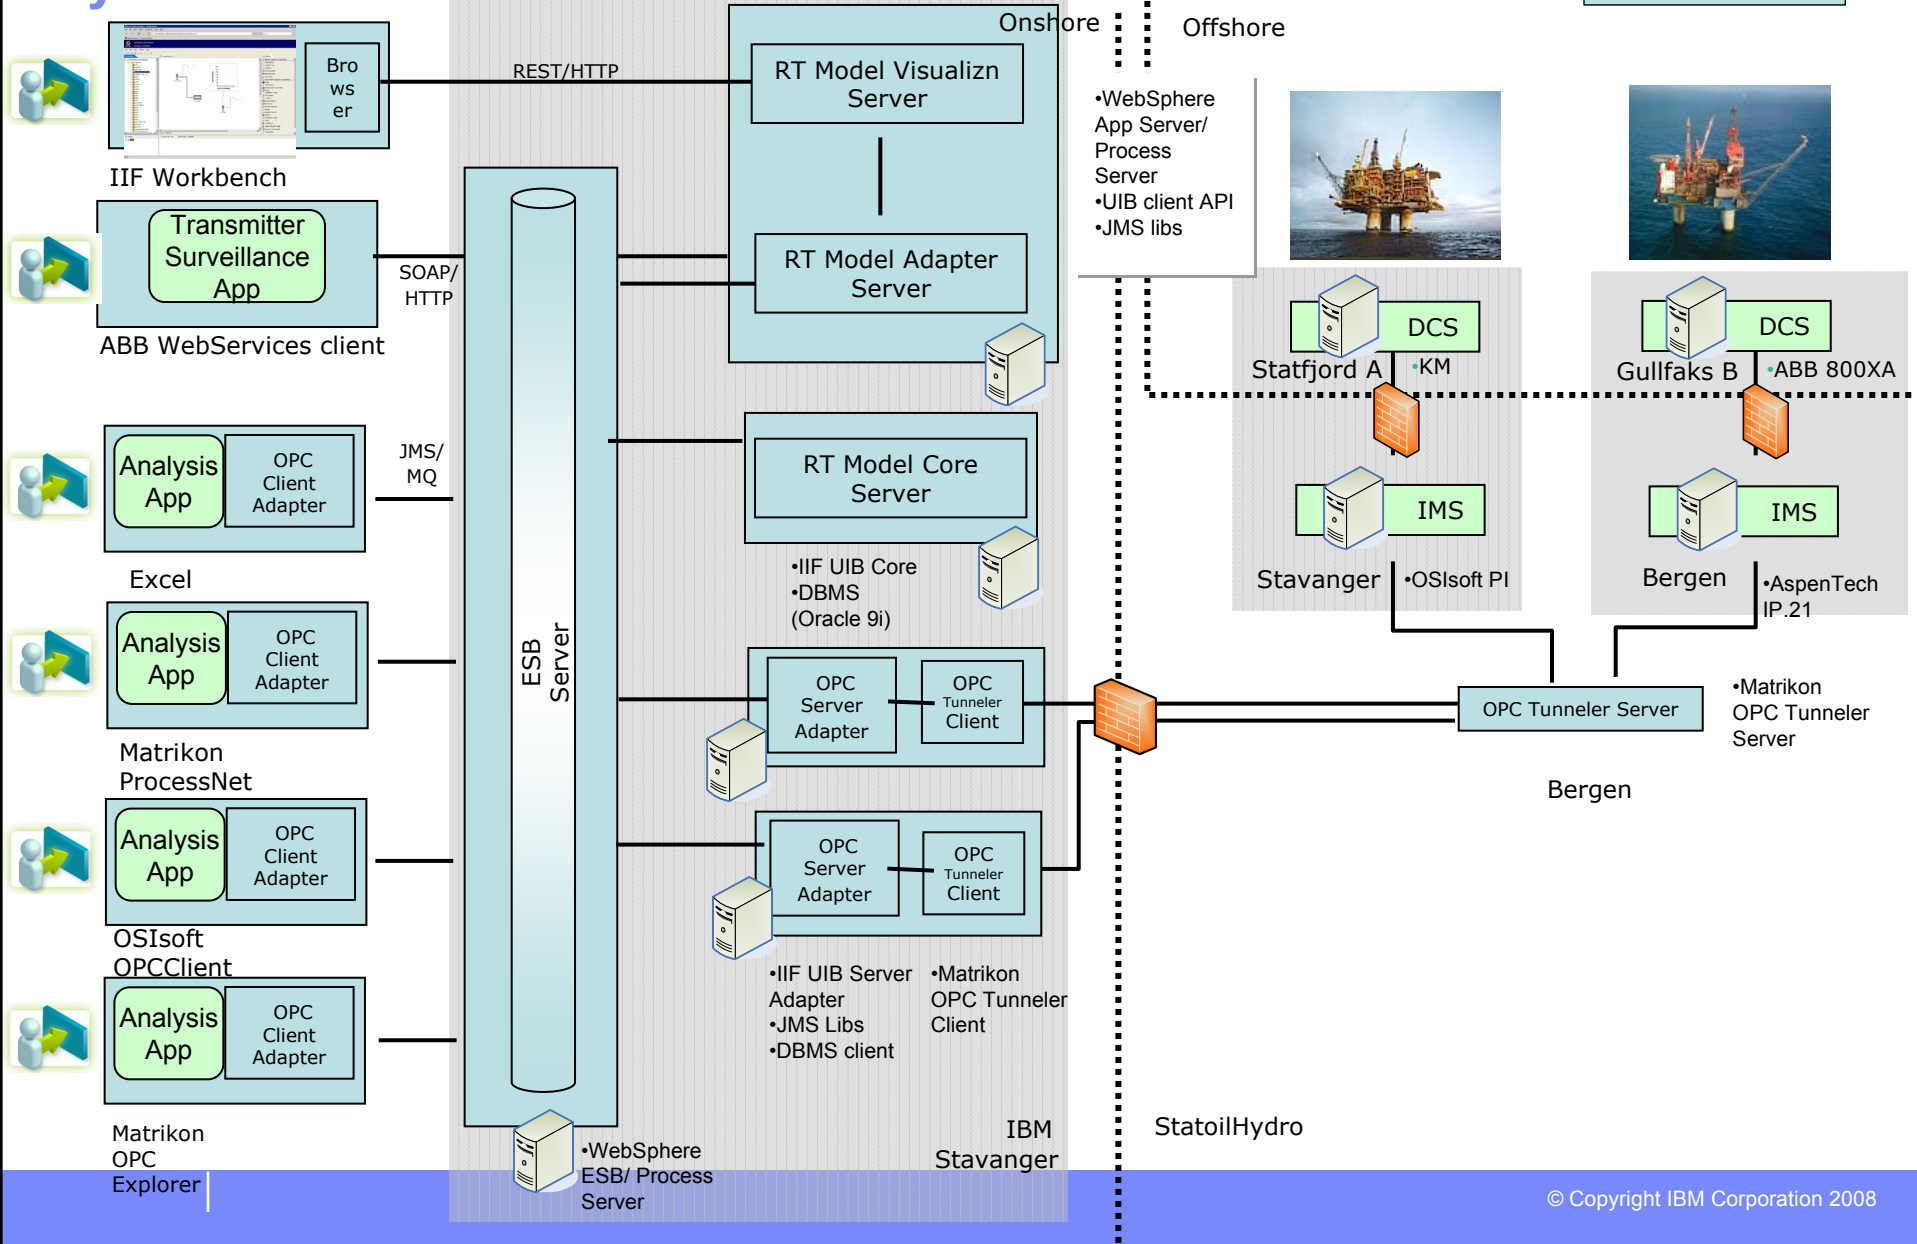 Onshore
Offshore
Bro
ws
er
REST/HTTP
RT Model Visualizn
Server
•WebSphere
App Server/
Process
Server
•UIB client API
•JMS libs
IIF Workbench
Transmitter
Surveillance
App
SOAP/
HTTP
RT Model Adapter
Server
ABB WebServices client
DCS
Statfjord A
•KM
DCS
Gullfaks B
•ABB 800XA
Analysis
App
OPC
Client
Adapter
JMS/
MQ
RT Model Core
Server
IMS
IMS
Excel
•IIF UIB Core
•DBMS
(Oracle 9i)
Stavanger
•OSIsoft PI
Bergen
•AspenTech
IP.21
Analysis
App
OPC
Client
Adapter
ESB
Server
OPC
Server
Adapter
OPC
Tunneler
Client
OPC Tunneler Server
•Matrikon
OPC Tunneler
Server
Matrikon
ProcessNet
Bergen
Analysis
App
OPC
Client
Adapter
OPC
Server
Adapter
OPC
Tunneler
Client
OSIsoft
OPCClient
•IIF UIB Server
Adapter
•JMS Libs
•DBMS client
•Matrikon
OPC Tunneler
Client
Analysis
App
OPC
Client
Adapter
Matrikon
OPC
Explorer
•WebSphere
ESB/ Process
Server
IBM
Stavanger
StatoilHydro
© Copyright IBM Corporation 2008